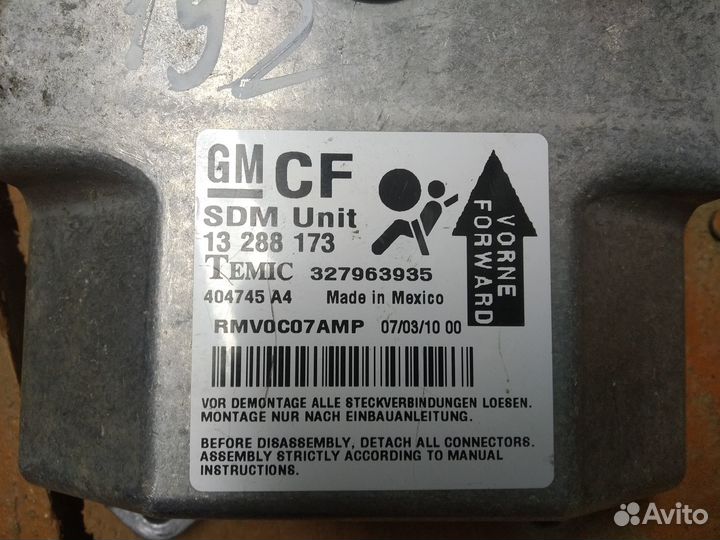 192
GM CF
SDM Unit
13 288 173
TEMIC 327963935
404745 A4 Made in Mexico
RMV0C07AMP 07/03/10 00
VORNE
FORWARD
VOR DEMONTAGE ALLE STECKVERBINDUNGEN LOESEN.
MONTAGE NUR NACH EINBAUANLEITUNG.
BEFORE DISASSEMBLY, DETACH ALL CONNECTORS.
ASSEMBLY STRICTLY ACCORDING TO MANUAL
INSTRUCTIONS.
Avito